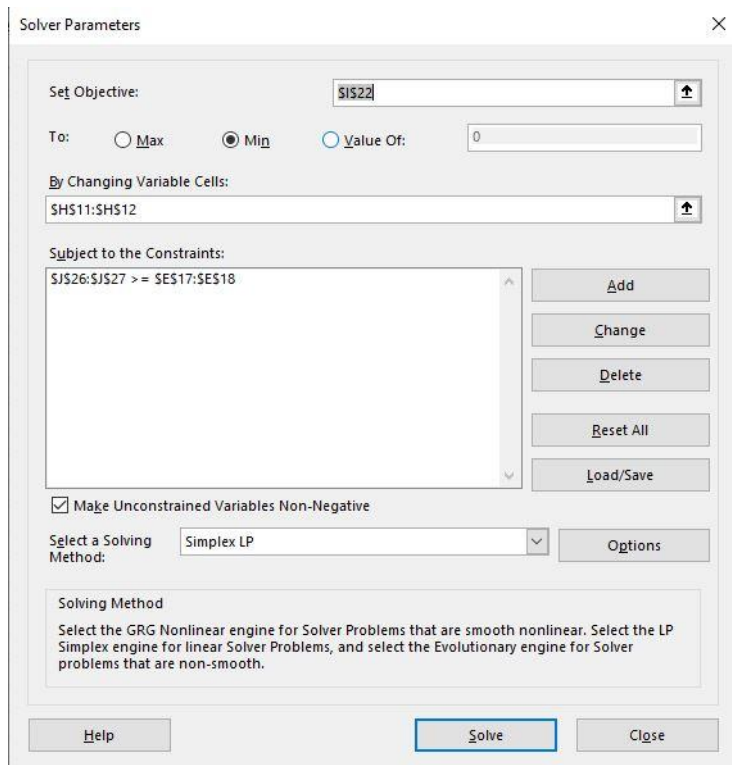 Solver Parameters
Set Objective:
$I$22
To:
Max
Min
Value Of:
0
By Changing Variable Cells:
$H$11:$H$12
Subject to the Constraints:
$J$26:$J$27 >= $E$17:$E$18
Add
Change
Delete
Reset All
Load/Save
Make Unconstrained Variables Non-Negative
Select a Solving
Method:
Simplex LP
Options
Solving Method
Select the GRG Nonlinear engine for Solver Problems that are smooth nonlinear. Select the LP
Simplex engine for linear Solver Problems, and select the Evolutionary engine for Solver
problems that are non-smooth.
Help
Solve
Close